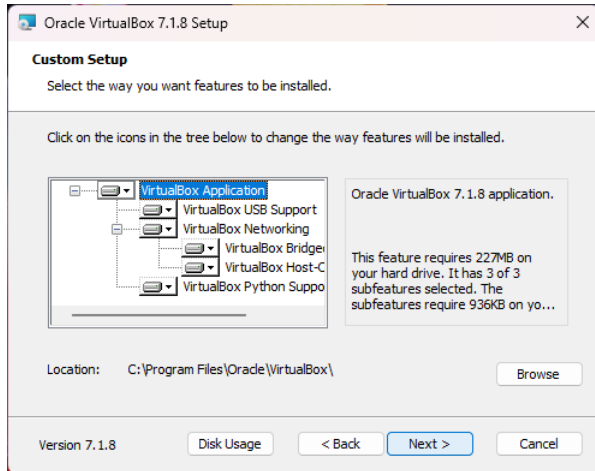 Oracle VirtualBox 7.1.8 Setup
Custom Setup
Select the way you want features to be installed.
Click on the icons in the tree below to change the way features will be installed.
VirtualBox Application
VirtualBox USB Support
VirtualBox Networking
VirtualBox Bridge
VirtualBox Host-C
VirtualBox Python Suppo
Oracle VirtualBox 7.1.8 application.
This feature requires 227MB on
your hard drive. It has 3 of 3
subfeatures selected. The
subfeatures require 936KB on yo...
Location: C:\Program Files\Oracle\VirtualBox\
Browse
Version 7.1.8
Disk Usage
< Back
Next >
Cancel